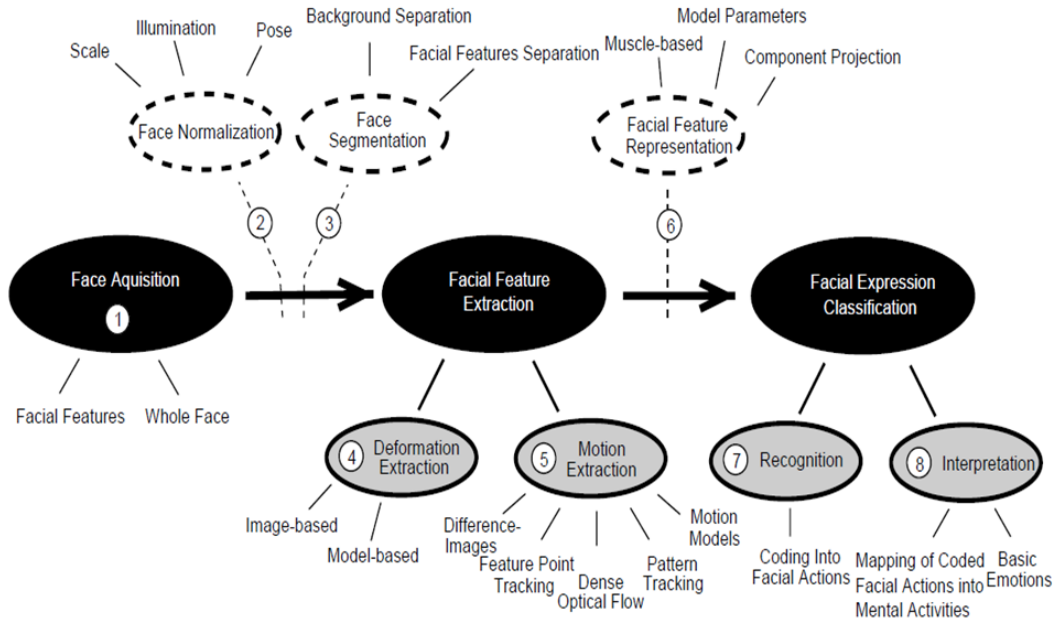 Scale
Illumination
Pose
Background Separation
Facial Features Separation
Muscle-based
Model Parameters
Component Projection
Face Normalization
Face
Segmentation
Facial Feature
Representation
2
3
6
Face Aquisition
1
Facial Feature
Extraction
Facial Expression
Classification
Facial Features
Whole Face
4
Deformation
Extraction
5
Motion
Extraction
7
Recognition
8
Interpretation
Image-based
Model-based
Difference-
Images
Feature Point
Tracking
Dense
Optical Flow
Pattern
Tracking
Motion
Models
Coding Into
Facial Actions
Mapping of Coded
Facial Actions into
Mental Activities
Basic
Emotions